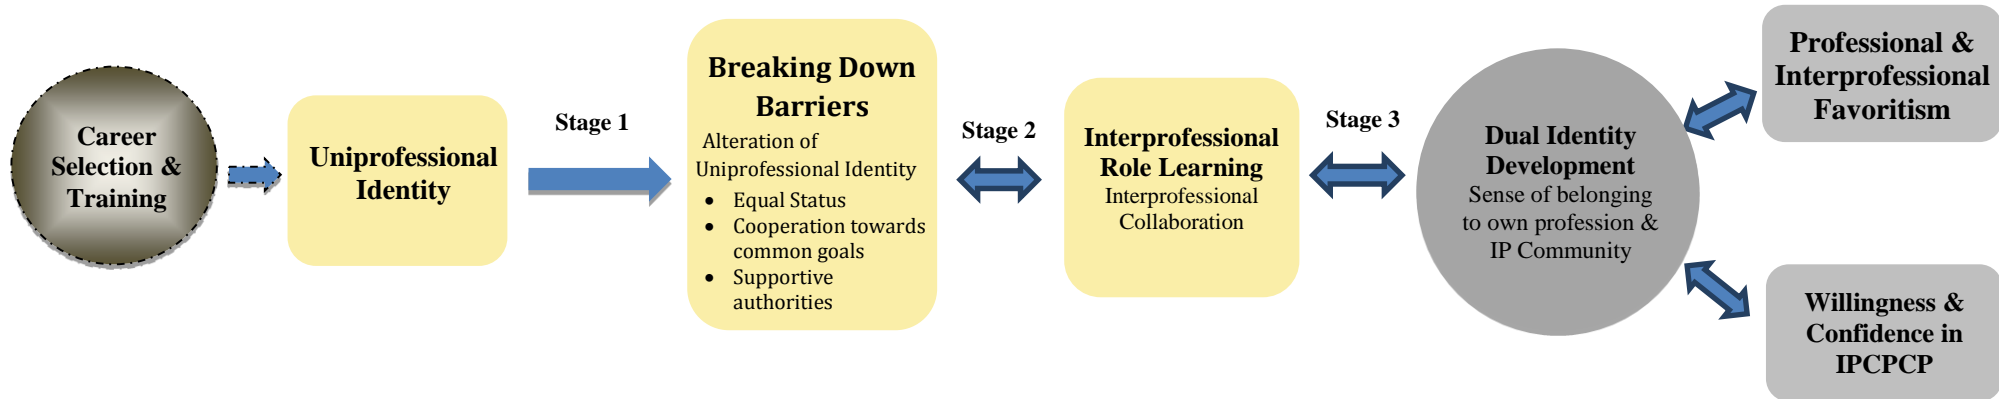 Career
Selection &
Training
Uniprofessional
Identity
Stage 1
Breaking Down
Barriers
Alteration of
Uniprofessional Identity
• Equal Status
• Cooperation towards
common goals
• Supportive
authorities
Stage 2
Interprofessional
Role Learning
Interprofessional
Collaboration
Stage 3
Dual Identity
Development
Sense of belonging
to own profession &
IP Community
Professional &
Interprofessional
Favoritism
Willingness &
Confidence in
IPCPCP